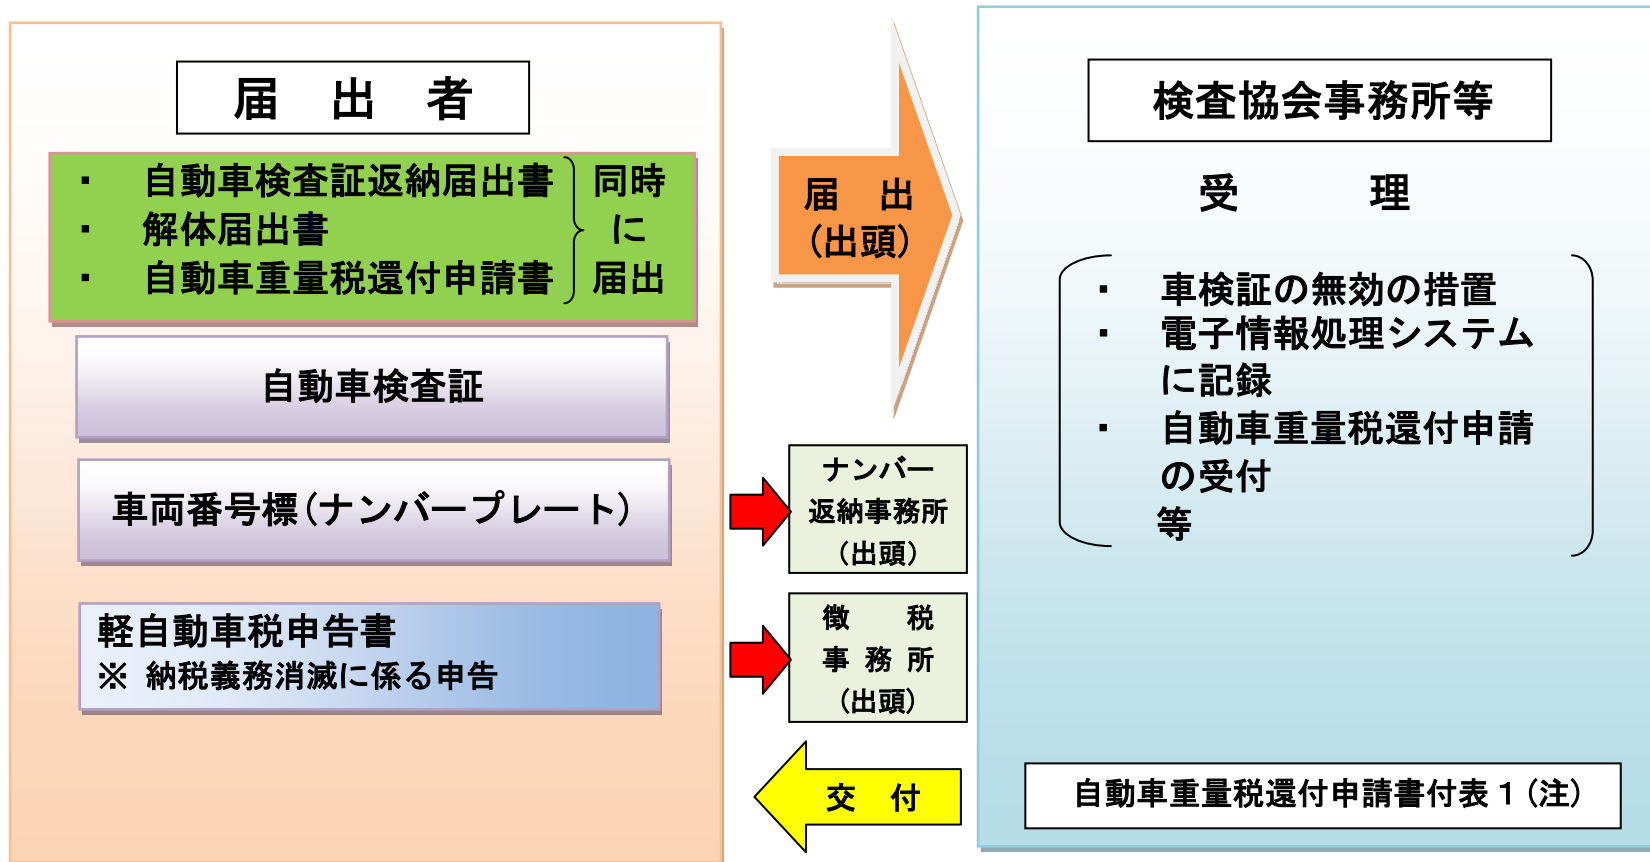 届　出　者
・　自動車検査証返納届出書
・　解体届出書
・　自動車重量税還付申請書
同時
に
届出
自動車検査証
車両番号標(ナンバープレート)
軽自動車税申告書
※ 納税義務消滅に係る申告
届　出
(出頭)
ナンバー
返納事務所
(出頭)
徴　　税
事 務 所
(出頭)
交　付
検査協会事務所等
受　　　理
・　車検証の無効の措置
・　電子情報処理システム
に記録
・　自動車重量税還付申請
の受付
等
自動車重量税還付申請書付表１(注)